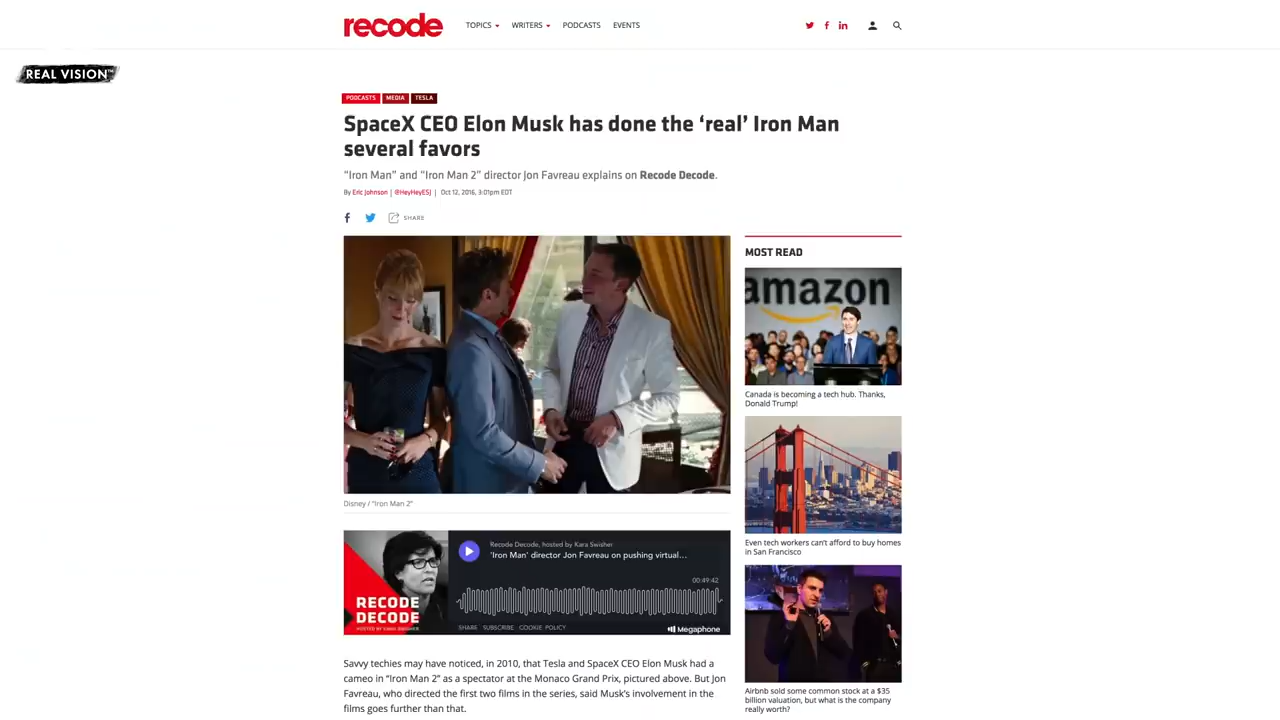 recode
TOPICS
WRITERS
PODCASTS
EVENTS
REAL VISION™
PODCASTS
MEDIA
TESLA
SpaceX CEO Elon Musk has done the ‘real’ Iron Man
several favors
“Iron Man” and “Iron Man 2” director Jon Favreau explains on Recode Decode.
By Eric Johnson | @HeyHeyESJ | Oct 12, 2016, 3:01pm EDT
SHARE
Disney / “Iron Man 2”
RECODE
DECODE
HOSTED BY KARA SWISHER
Recode Decode, hosted by Kara Swisher
'Iron Man' director Jon Favreau on pushing virtual...
00:49:42
SHARE SUBSCRIBE COOKIE POLICY
Megaphone
Savvy techies may have noticed, in 2010, that Tesla and SpaceX CEO Elon Musk had a
cameo in “Iron Man 2” as a spectator at the Monaco Grand Prix, pictured above. But Jon
Favreau, who directed the first two films in the series, said Musk’s involvement in the
films goes further than that.
MOST READ
amazon
Canada is becoming a tech hub. Thanks,
Donald Trump!
Even tech workers can’t afford to buy homes
in San Francisco
Airbnb sold some common stock at a $35
billion valuation, but what is the company
really worth?